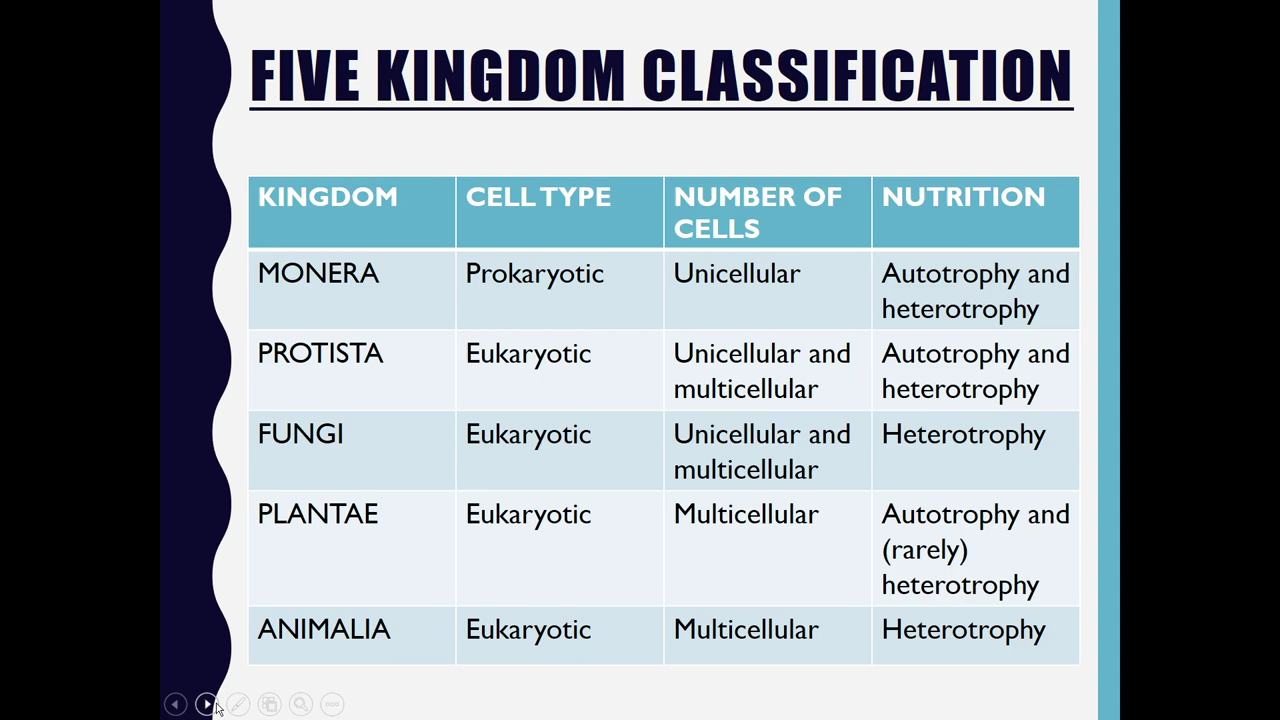 FIVE KINGDOM CLASSIFICATION
KINGDOM CELL TYPE NUMBER OF CELLS NUTRITION
MONERA Prokaryotic Unicellular Autotrophy and heterotrophy
PROTISTA Eukaryotic Unicellular and multicellular Autotrophy and heterotrophy
FUNGI Eukaryotic Unicellular and multicellular Heterotrophy
PLANTAE Eukaryotic Multicellular Autotrophy and (rarely) heterotrophy
ANIMALIA Eukaryotic Multicellular Heterotrophy